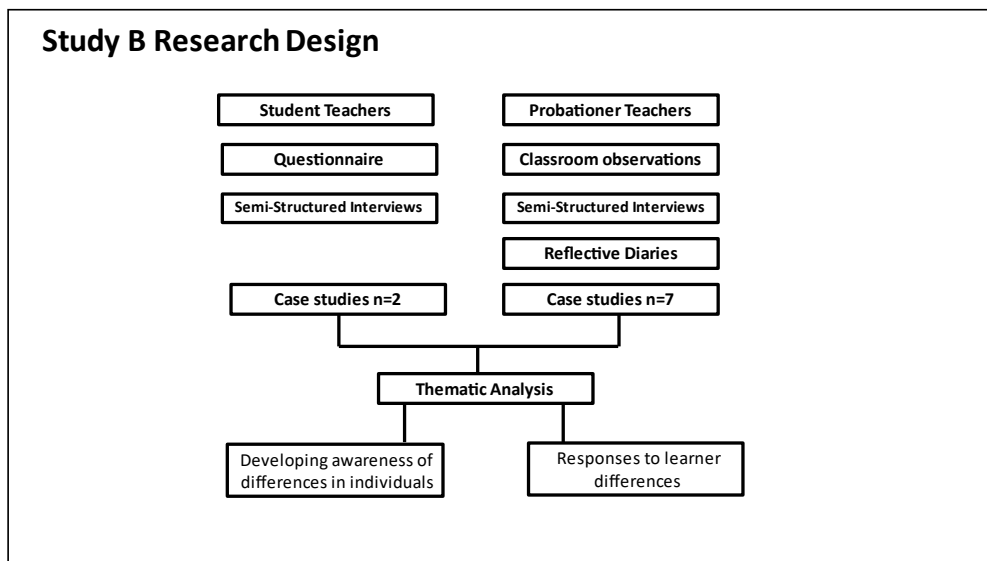 Study B Research Design
Student Teachers
Probationer Teachers
Questionnaire
Classroom observations
Semi-Structured Interviews
Semi-Structured Interviews
Reflective Diaries
Case studies n=2
Case studies n=7
Thematic Analysis
Developing awareness of
differences in individuals
Responses to learner
differences